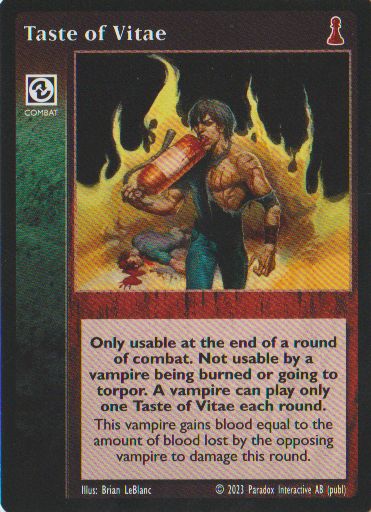 Taste of Vitae
COMBAT
Only usable at the end of a round
of combat. Not usable by a
vampire being burned or going to
torpor. A vampire can play only
one Taste of Vitae each round.
This vampire gains blood equal to the
amount of blood lost by the opposing
vampire to damage this round.
Illus: Brian LeBlanc © 2023 Paradox Interactive AB (publ)